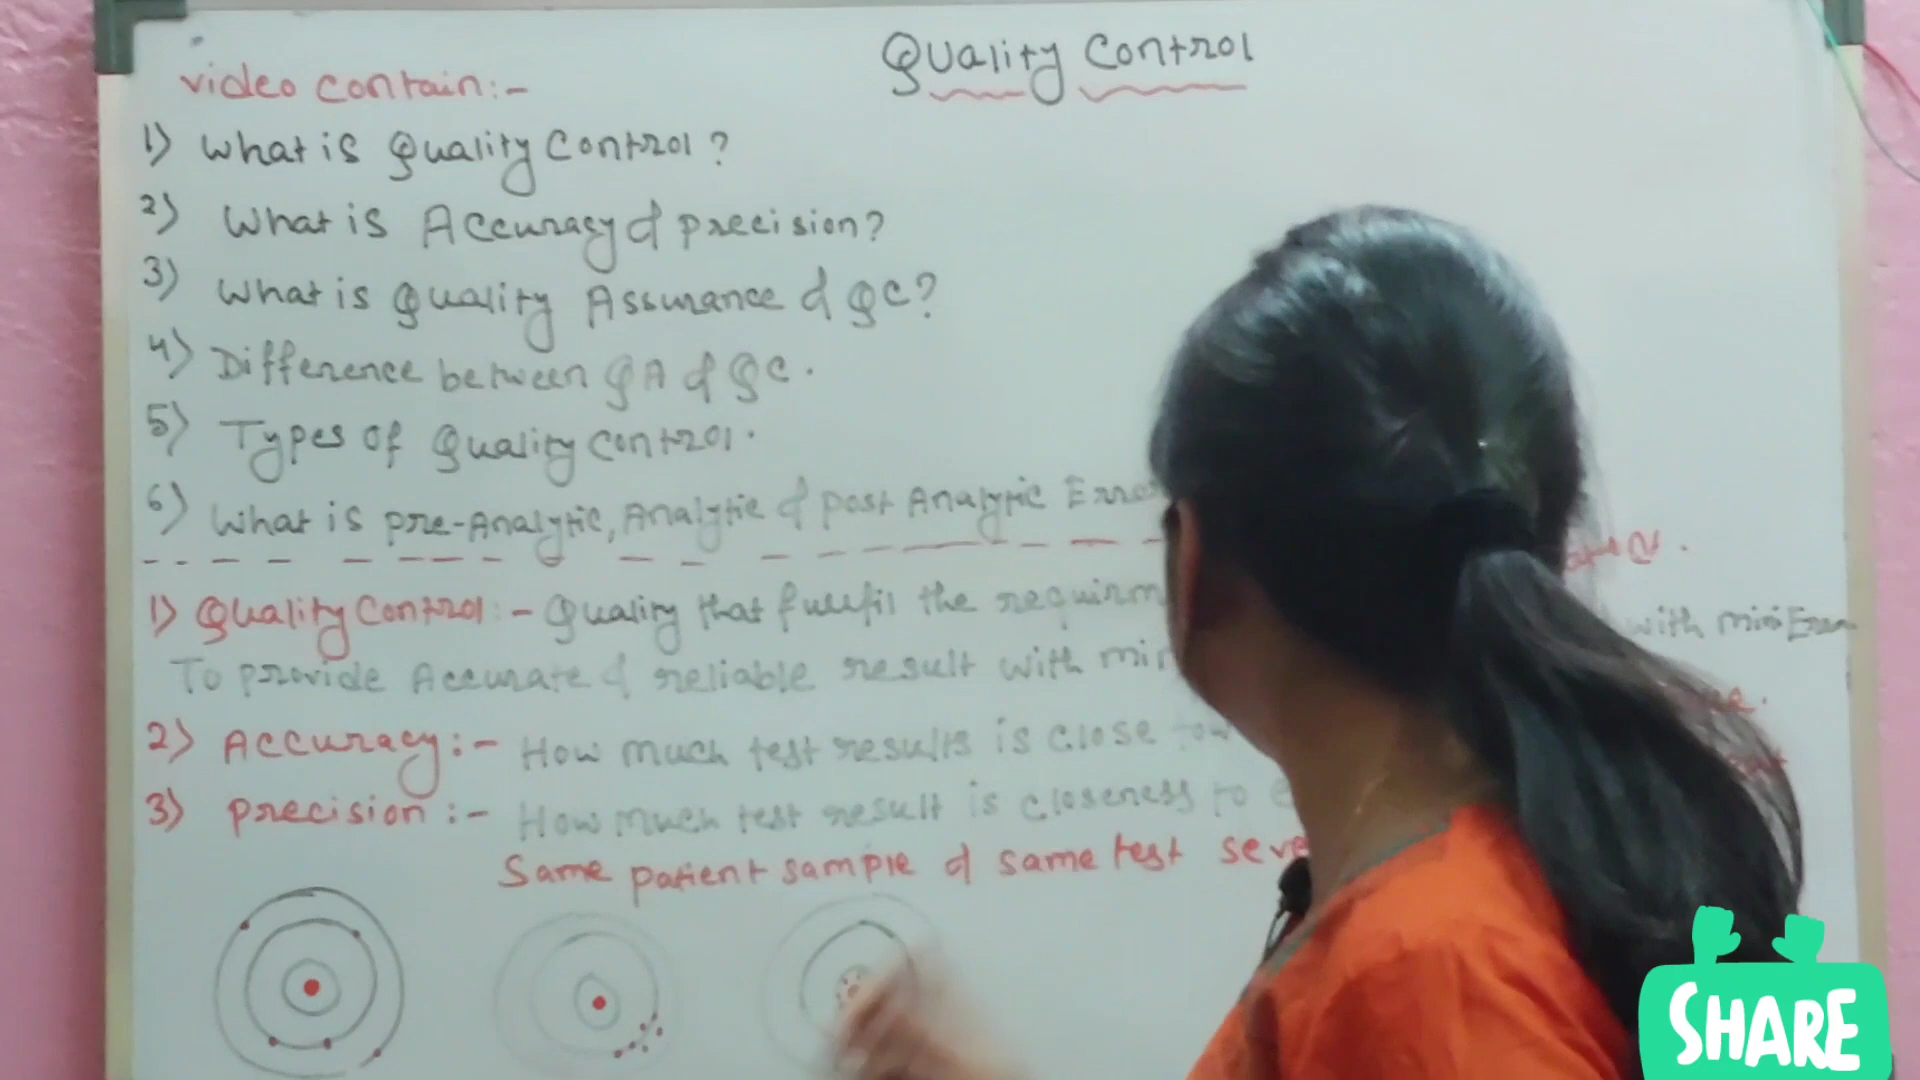 Quality Control
video contain:-
1) What is Quality Control?
2) What is Accuracy & precision?
3) What is Quality Assurance & QC?
4) Difference between QA & QC.
5) Types of Quality Control.
6) What is pre-Analytic, Analytic & post Analytic
1) Quality Control:- Quality that fullfil the
with mini
To provide Accurate & reliable result with
2) Accuracy:- How much test results is close
3) precision:- How much test result is closeness to
Same patient sample & same test
SHARE